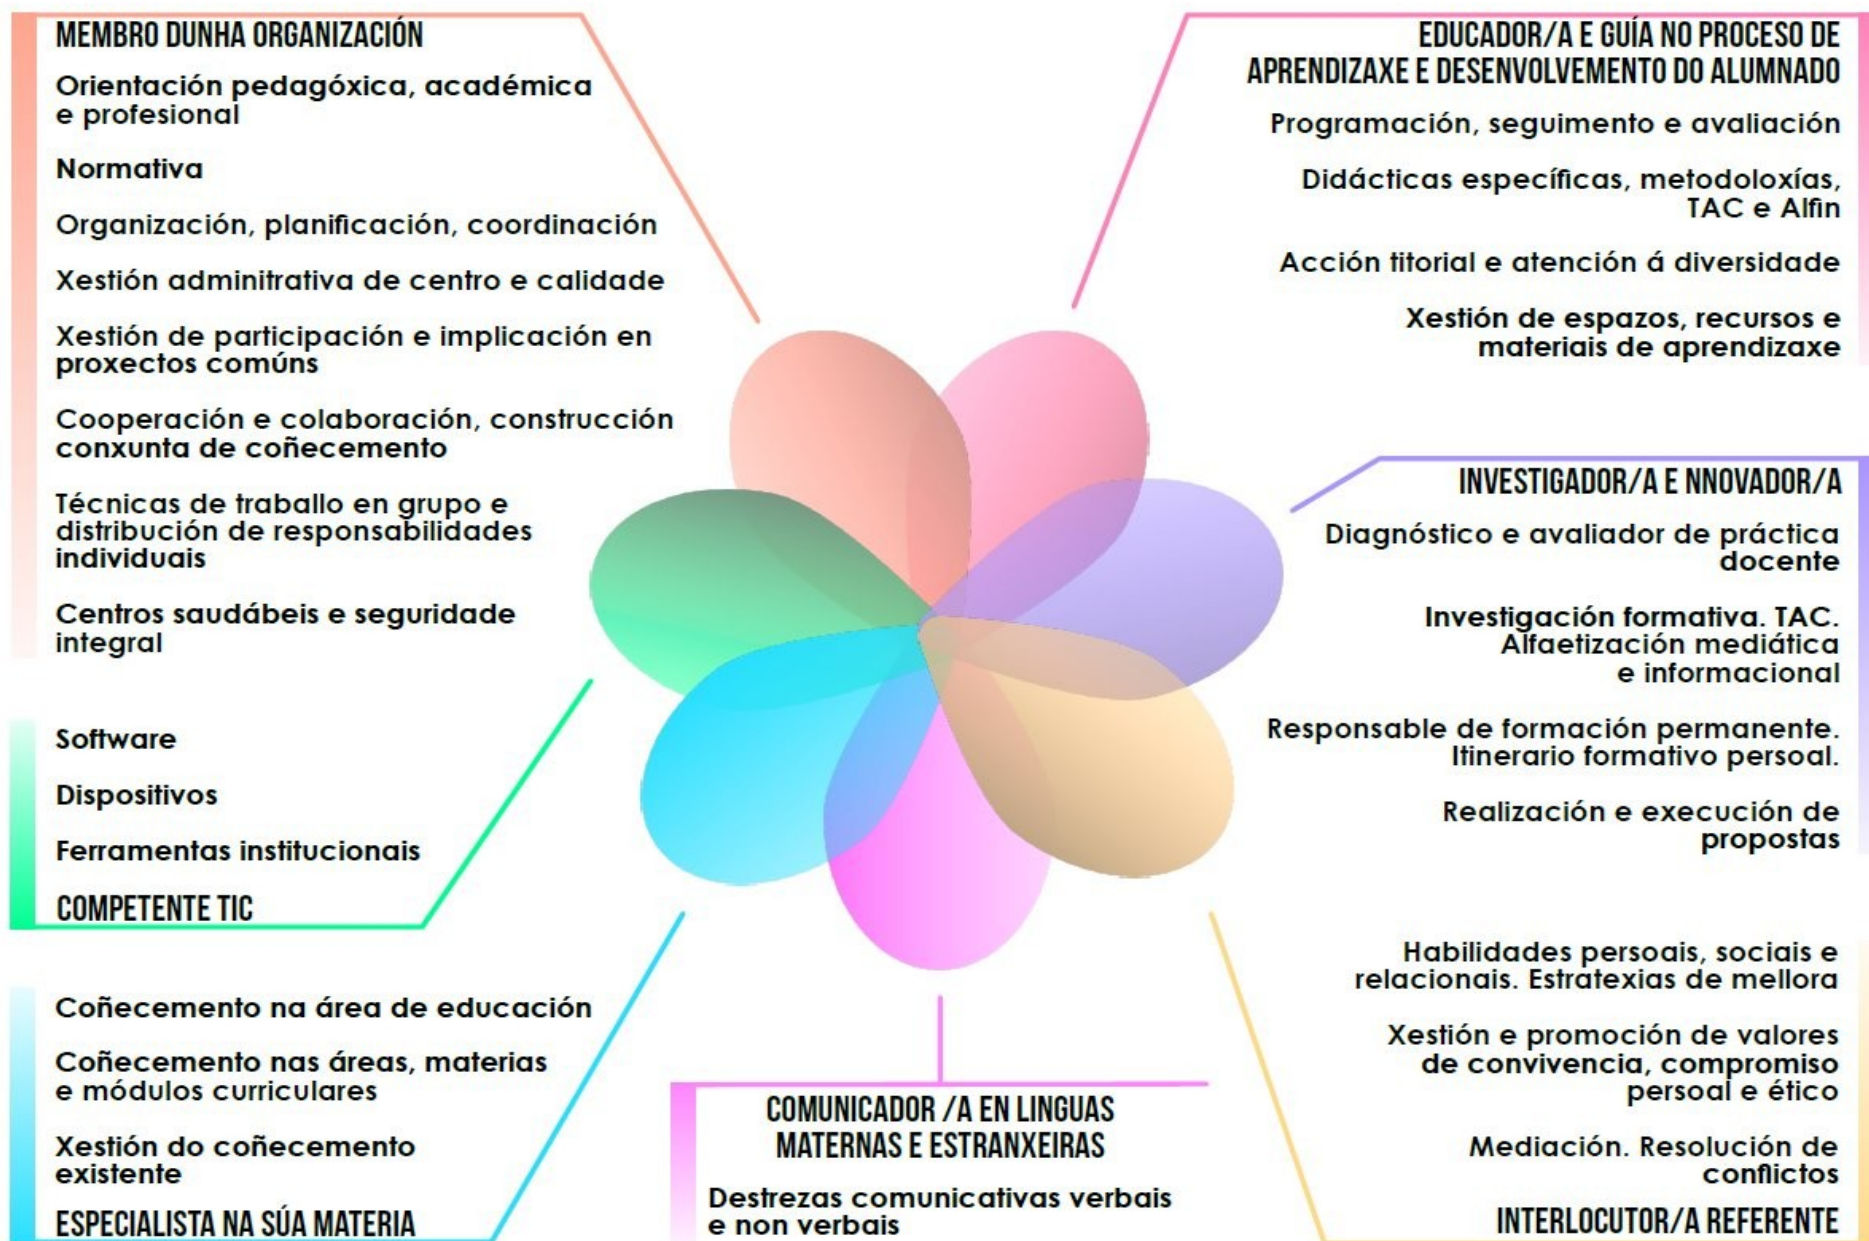 MEMBRO DUNHA ORGANIZACIÓN
Orientación pedagóxica, académica
e profesional
Normativa
Organización, planificación, coordinación
Xestión adminitrativa de centro e calidade
Xestión de participación e implicación en
proxectos comúns
Cooperación e colaboración, construcción
conxunta de coñecemento
Técnicas de traballo en grupo e
distribución de responsabilidades
individuais
Centros saudábeis e seguridade
integral
Software
Dispositivos
Ferramentas institucionais
COMPETENTE TIC
Coñecemento na área de educación
Coñecemento nas áreas, materias
e módulos curriculares
Xestión do coñecemento
existente
ESPECIALISTA NA SÚA MATERIA
COMUNICADOR /A EN LINGUAS
MATERNAS E ESTRANXEIRAS
Destrezas comunicativas verbais
e non verbais
EDUCADOR/A E GUÍA NO PROCESO DE
APRENDIZAXE E DESENVOLVEMENTO DO ALUMNADO
Programación, seguimento e avaliación
Didácticas específicas, metodoloxías,
TAC e Alfin
Acción titorial e atención á diversidade
Xestión de espazos, recursos e
materiais de aprendizaxe
INVESTIGADOR/A E NNOVADOR/A
Diagnóstico e avaliador de práctica
docente
Investigación formativa. TAC.
Alfaetización mediática
e informacional
Responsable de formación permanente.
Itinerario formativo persoal.
Realización e execución de
propostas
Habilidades persoais, sociais e
relacionais. Estratexias de mellora
Xestión e promoción de valores
de convivencia, compromiso
persoal e ético
Mediación. Resolución de
conflictos
INTERLOCUTOR/A REFERENTE